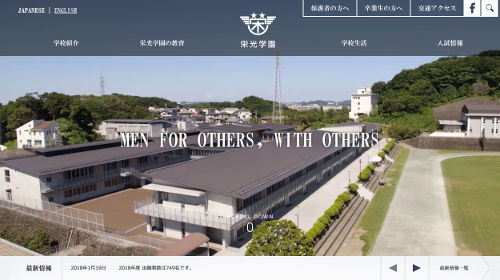 JAPANESE | ENGLISH
保護者の方へ 卒業生の方へ 交通アクセス
学校紹介 栄光学園の教育 栄光学園 学校生活 入試情報
MEN FOR OTHERS, WITH OTHERS
SCROLL DOWN
最新情報 2018年1月19日 2018年度 出願者数は749名です。 最新情報一覧